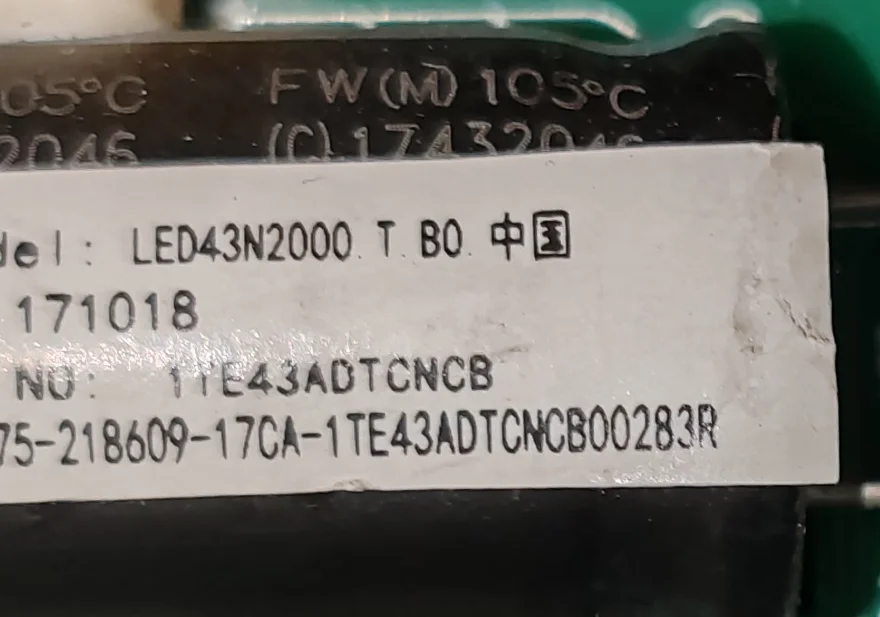 05°C FW(M) 105°C
2046 (C) 1743204
del: LED43N2000. T. B0. 中国
171018
NO: 1TE43ADTCNCB
75-218609-17CA-1TE43ADTCNCB00283R